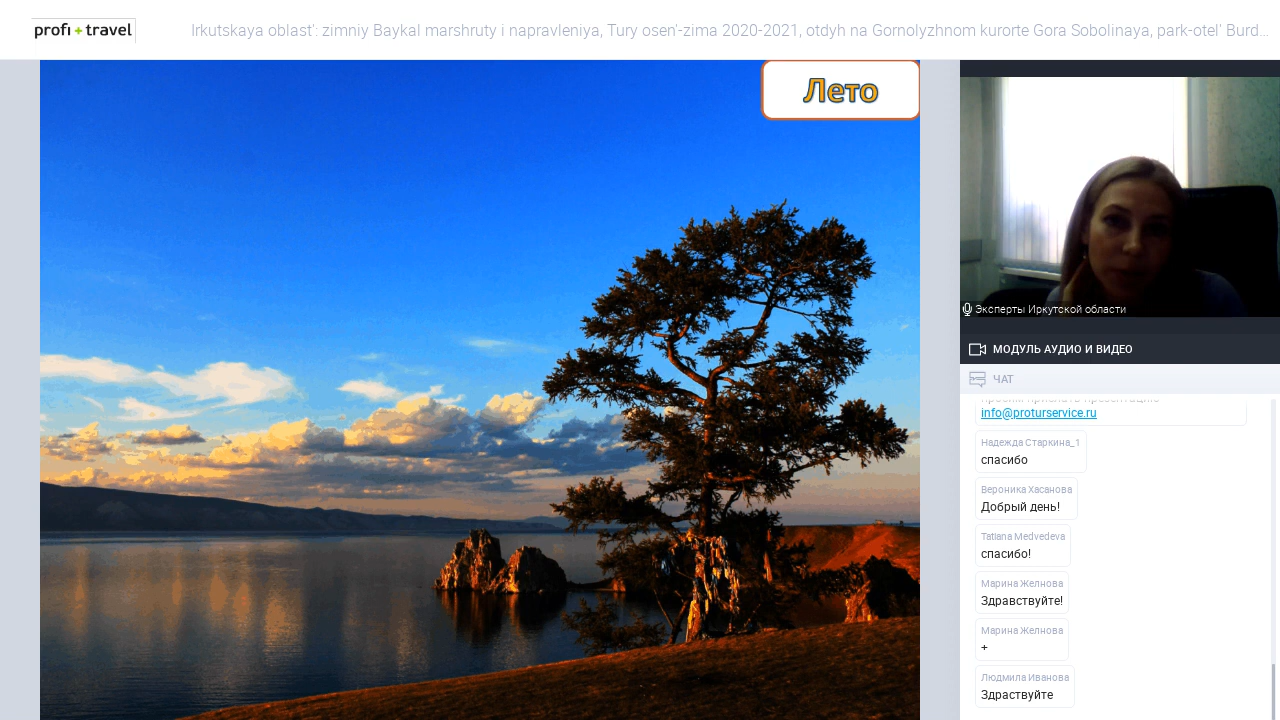 profi + travel
Irkutskaya oblast': zimniy Baykal marshruty i napravleniya, Tury osen'-zima 2020-2021, otdyh na Gornolyzhnom kurorte Gora Sobolinaya, park-otel' Burd...
Лето
Эксперты Иркутской области
МОДУЛЬ АУДИО И ВИДЕО
ЧАТ
info@proturservice.ru
Надежда Старкина_1
спасибо
Вероника Хасанова
Добрый день!
Tatiana Medvedeva
спасибо!
Марина Желнова
Здравствуйте!
Марина Желнова
+
Людмила Иванова
Здраствуйте